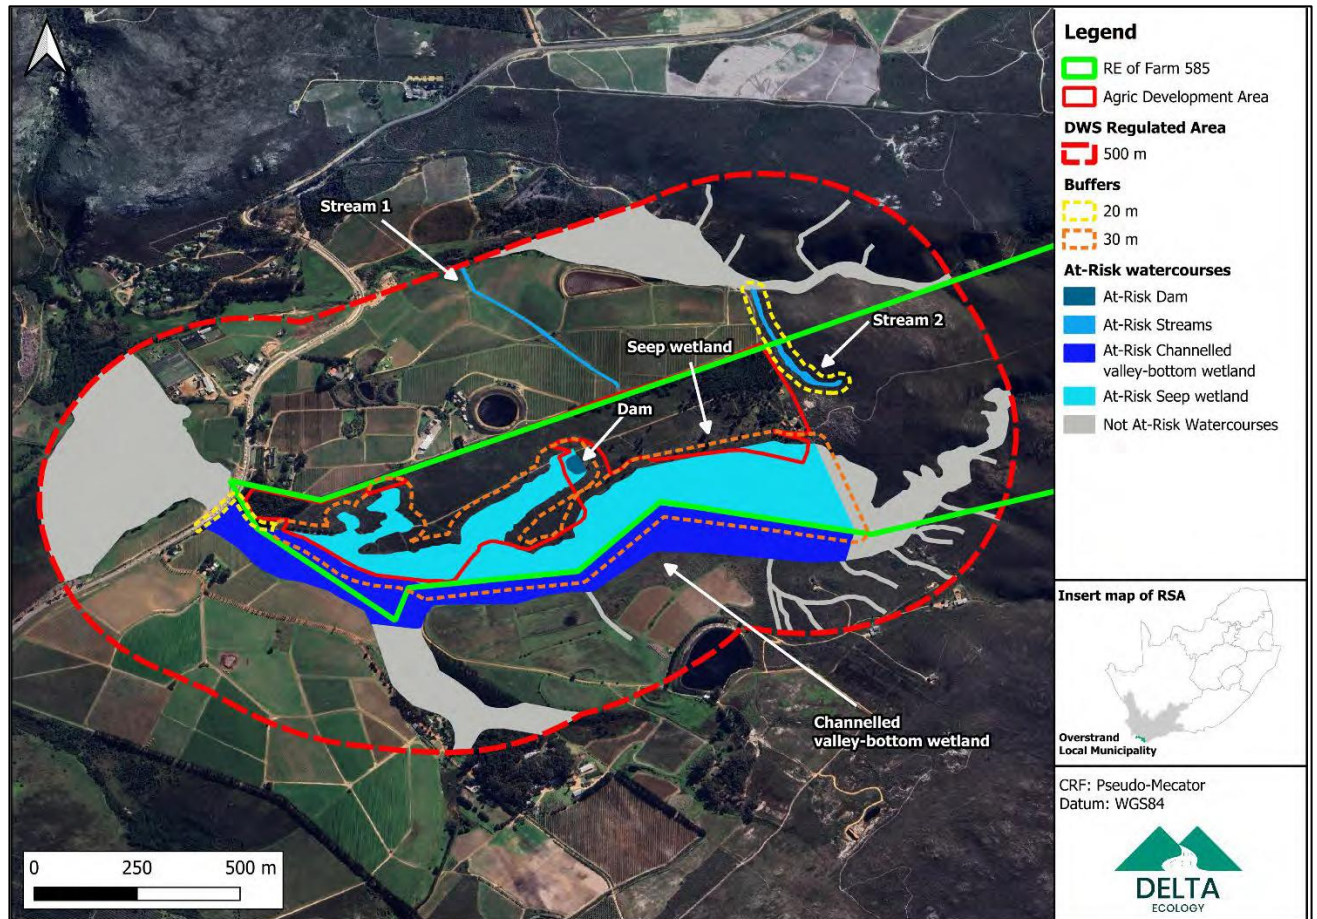 Stream 1
Stream 2
Seep wetland
Dam
Channelled
valley-bottom wetland
0 250 500 m
Legend
RE of Farm 585
Agric Development Area
DWS Regulated Area
500 m
Buffers
20 m
30 m
At-Risk watercourses
At-Risk Dam
At-Risk Streams
At-Risk Channelled
valley-bottom wetland
At-Risk Seep wetland
Not At-Risk Watercourses
Insert map of RSA
Overstrand
Local Municipality
CRF: Pseudo-Mecator
Datum: WGS84
DELTA
ECOLOGY